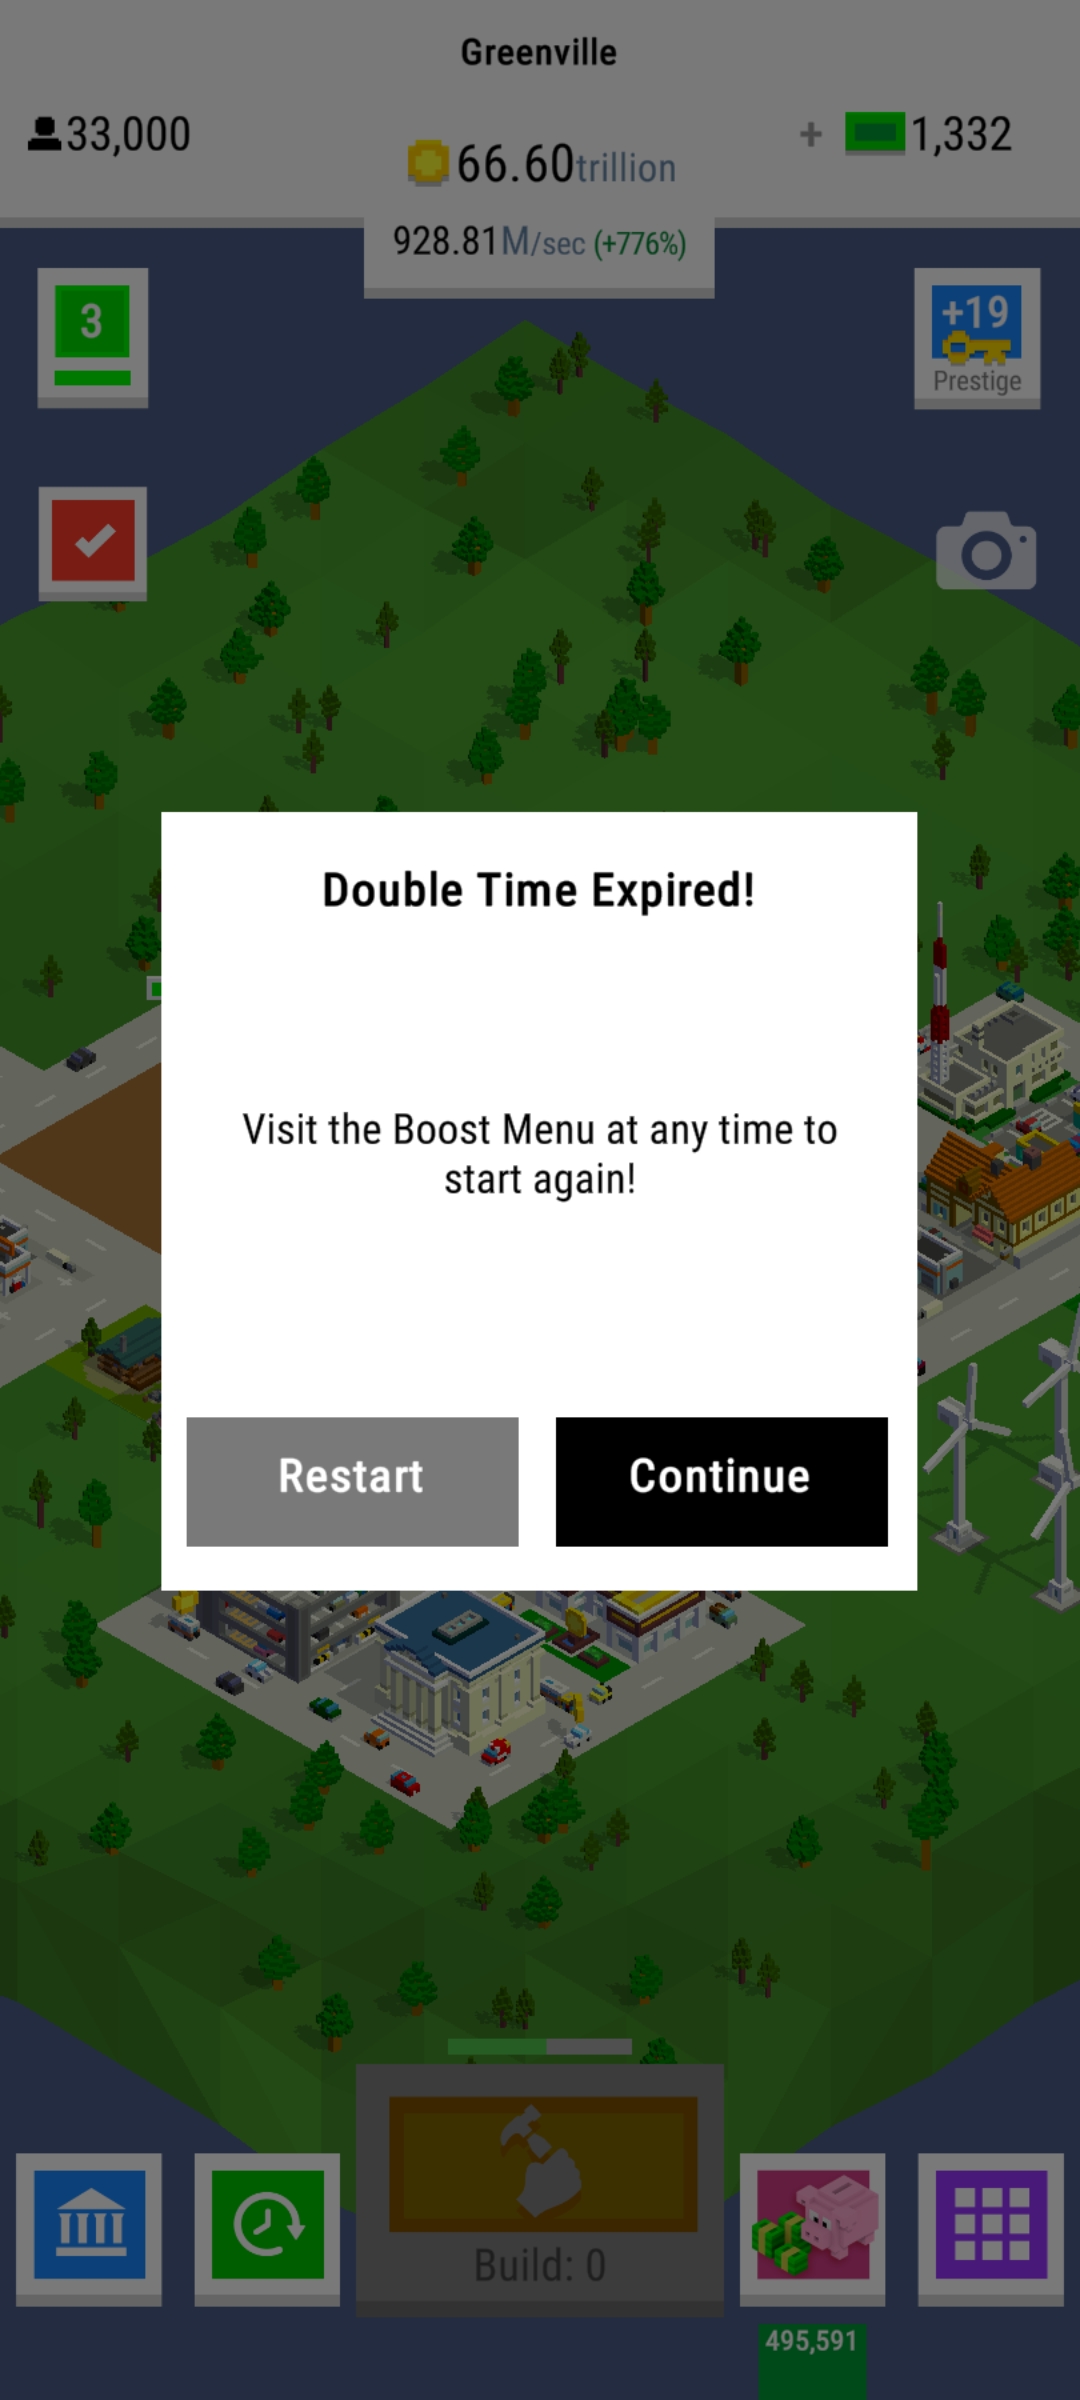 Greenville
33,000
66.60trillion
+ 1,332
928.81M/sec (+776%)
3
+19
Prestige
Double Time Expired!
Visit the Boost Menu at any time to
start again!
Restart
Continue
Build: 0
495,591